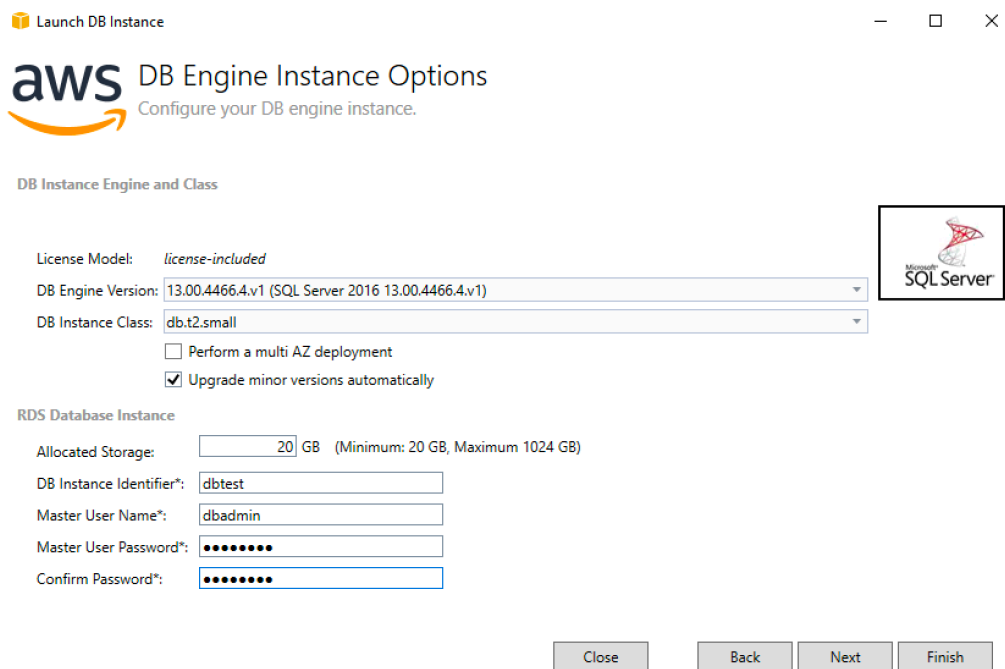 Launch DB Instance
aws
DB Engine Instance Options
Configure your DB engine instance.
DB Instance Engine and Class
Microsoft®
SQL Server®
License Model: license-included
DB Engine Version: 13.00.4466.4.v1 (SQL Server 2016 13.00.4466.4.v1)
DB Instance Class: db.t2.small
Perform a multi AZ deployment
Upgrade minor versions automatically
RDS Database Instance
Allocated Storage: 20 GB (Minimum: 20 GB, Maximum 1024 GB)
DB Instance Identifier*: dbtest
Master User Name*: dbadmin
Master User Password*: ●●●●●●●●
Confirm Password*: ●●●●●●●●
Close Back Next Finish